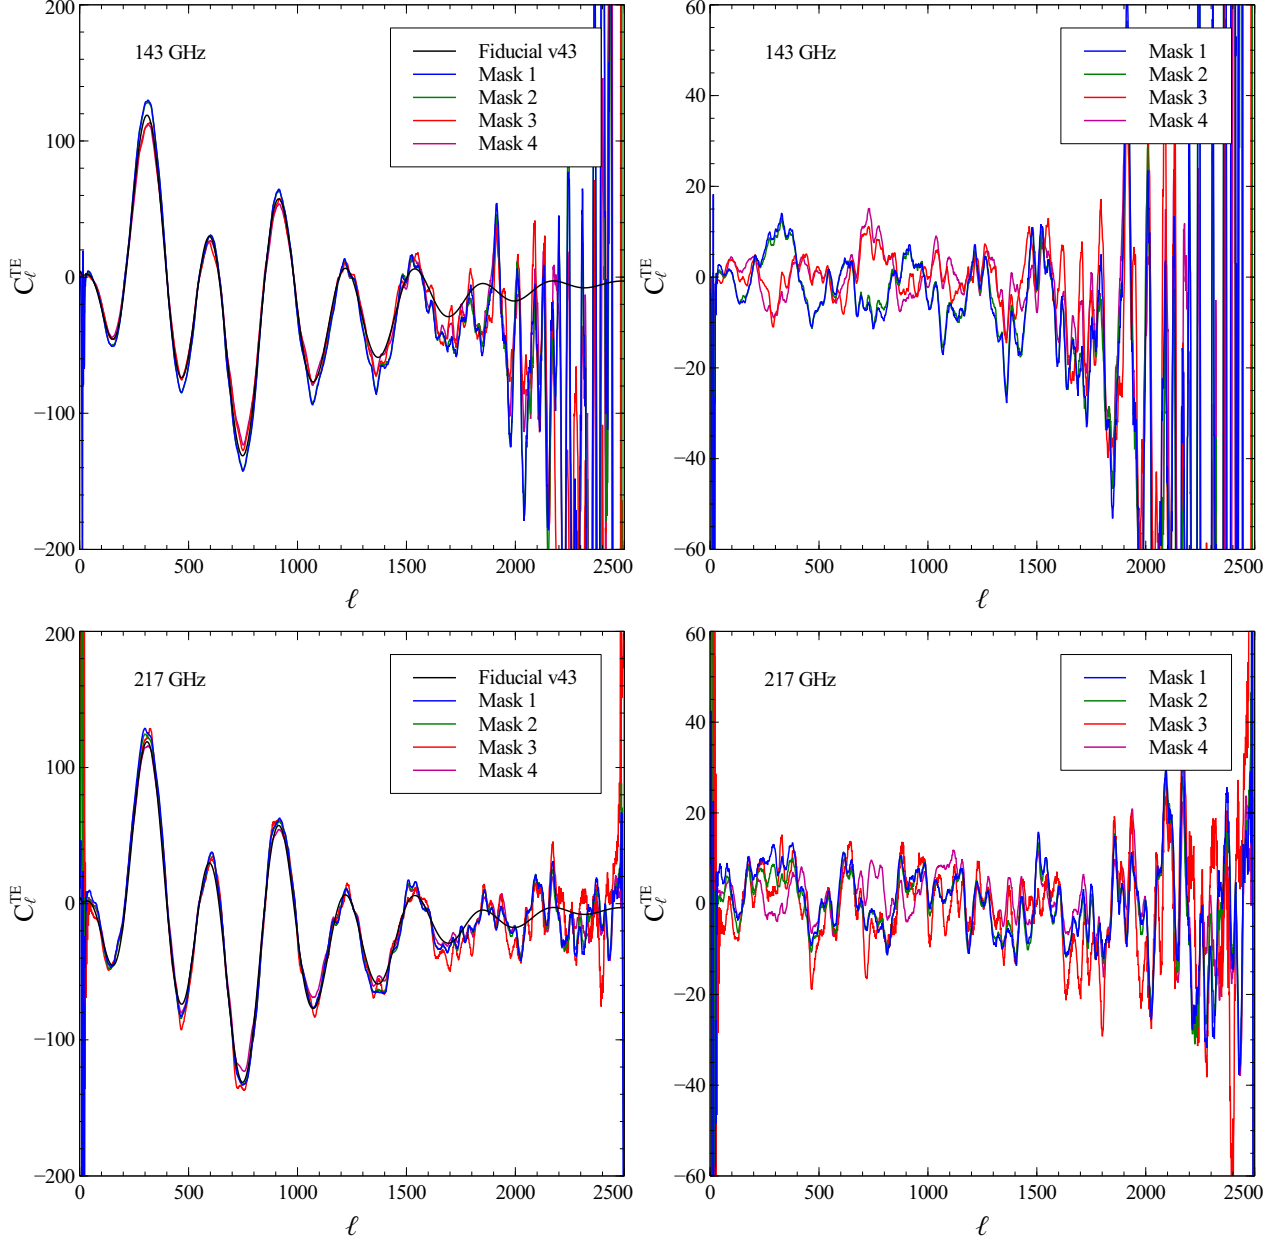 143 GHz
Fiducial v43
Mask 1
Mask 2
Mask 3
Mask 4
200
100
0
−100
−200
C_ℓ^TE
0 500 1000 1500 2000 2500
ℓ
143 GHz
Mask 1
Mask 2
Mask 3
Mask 4
60
40
20
0
−20
−40
−60
C_ℓ^TE
0 500 1000 1500 2000 2500
ℓ
217 GHz
Fiducial v43
Mask 1
Mask 2
Mask 3
Mask 4
200
100
0
−100
−200
C_ℓ^TE
0 500 1000 1500 2000 2500
ℓ
217 GHz
Mask 1
Mask 2
Mask 3
Mask 4
60
40
20
0
−20
−40
−60
C_ℓ^TE
0 500 1000 1500 2000 2500
ℓ